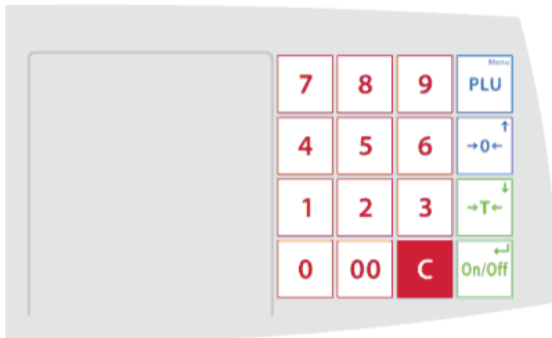 7 8 9 Menu PLU
4 5 6 ↑ →0←
1 2 3 ↓ →T←
0 00 C ↵ On/Off